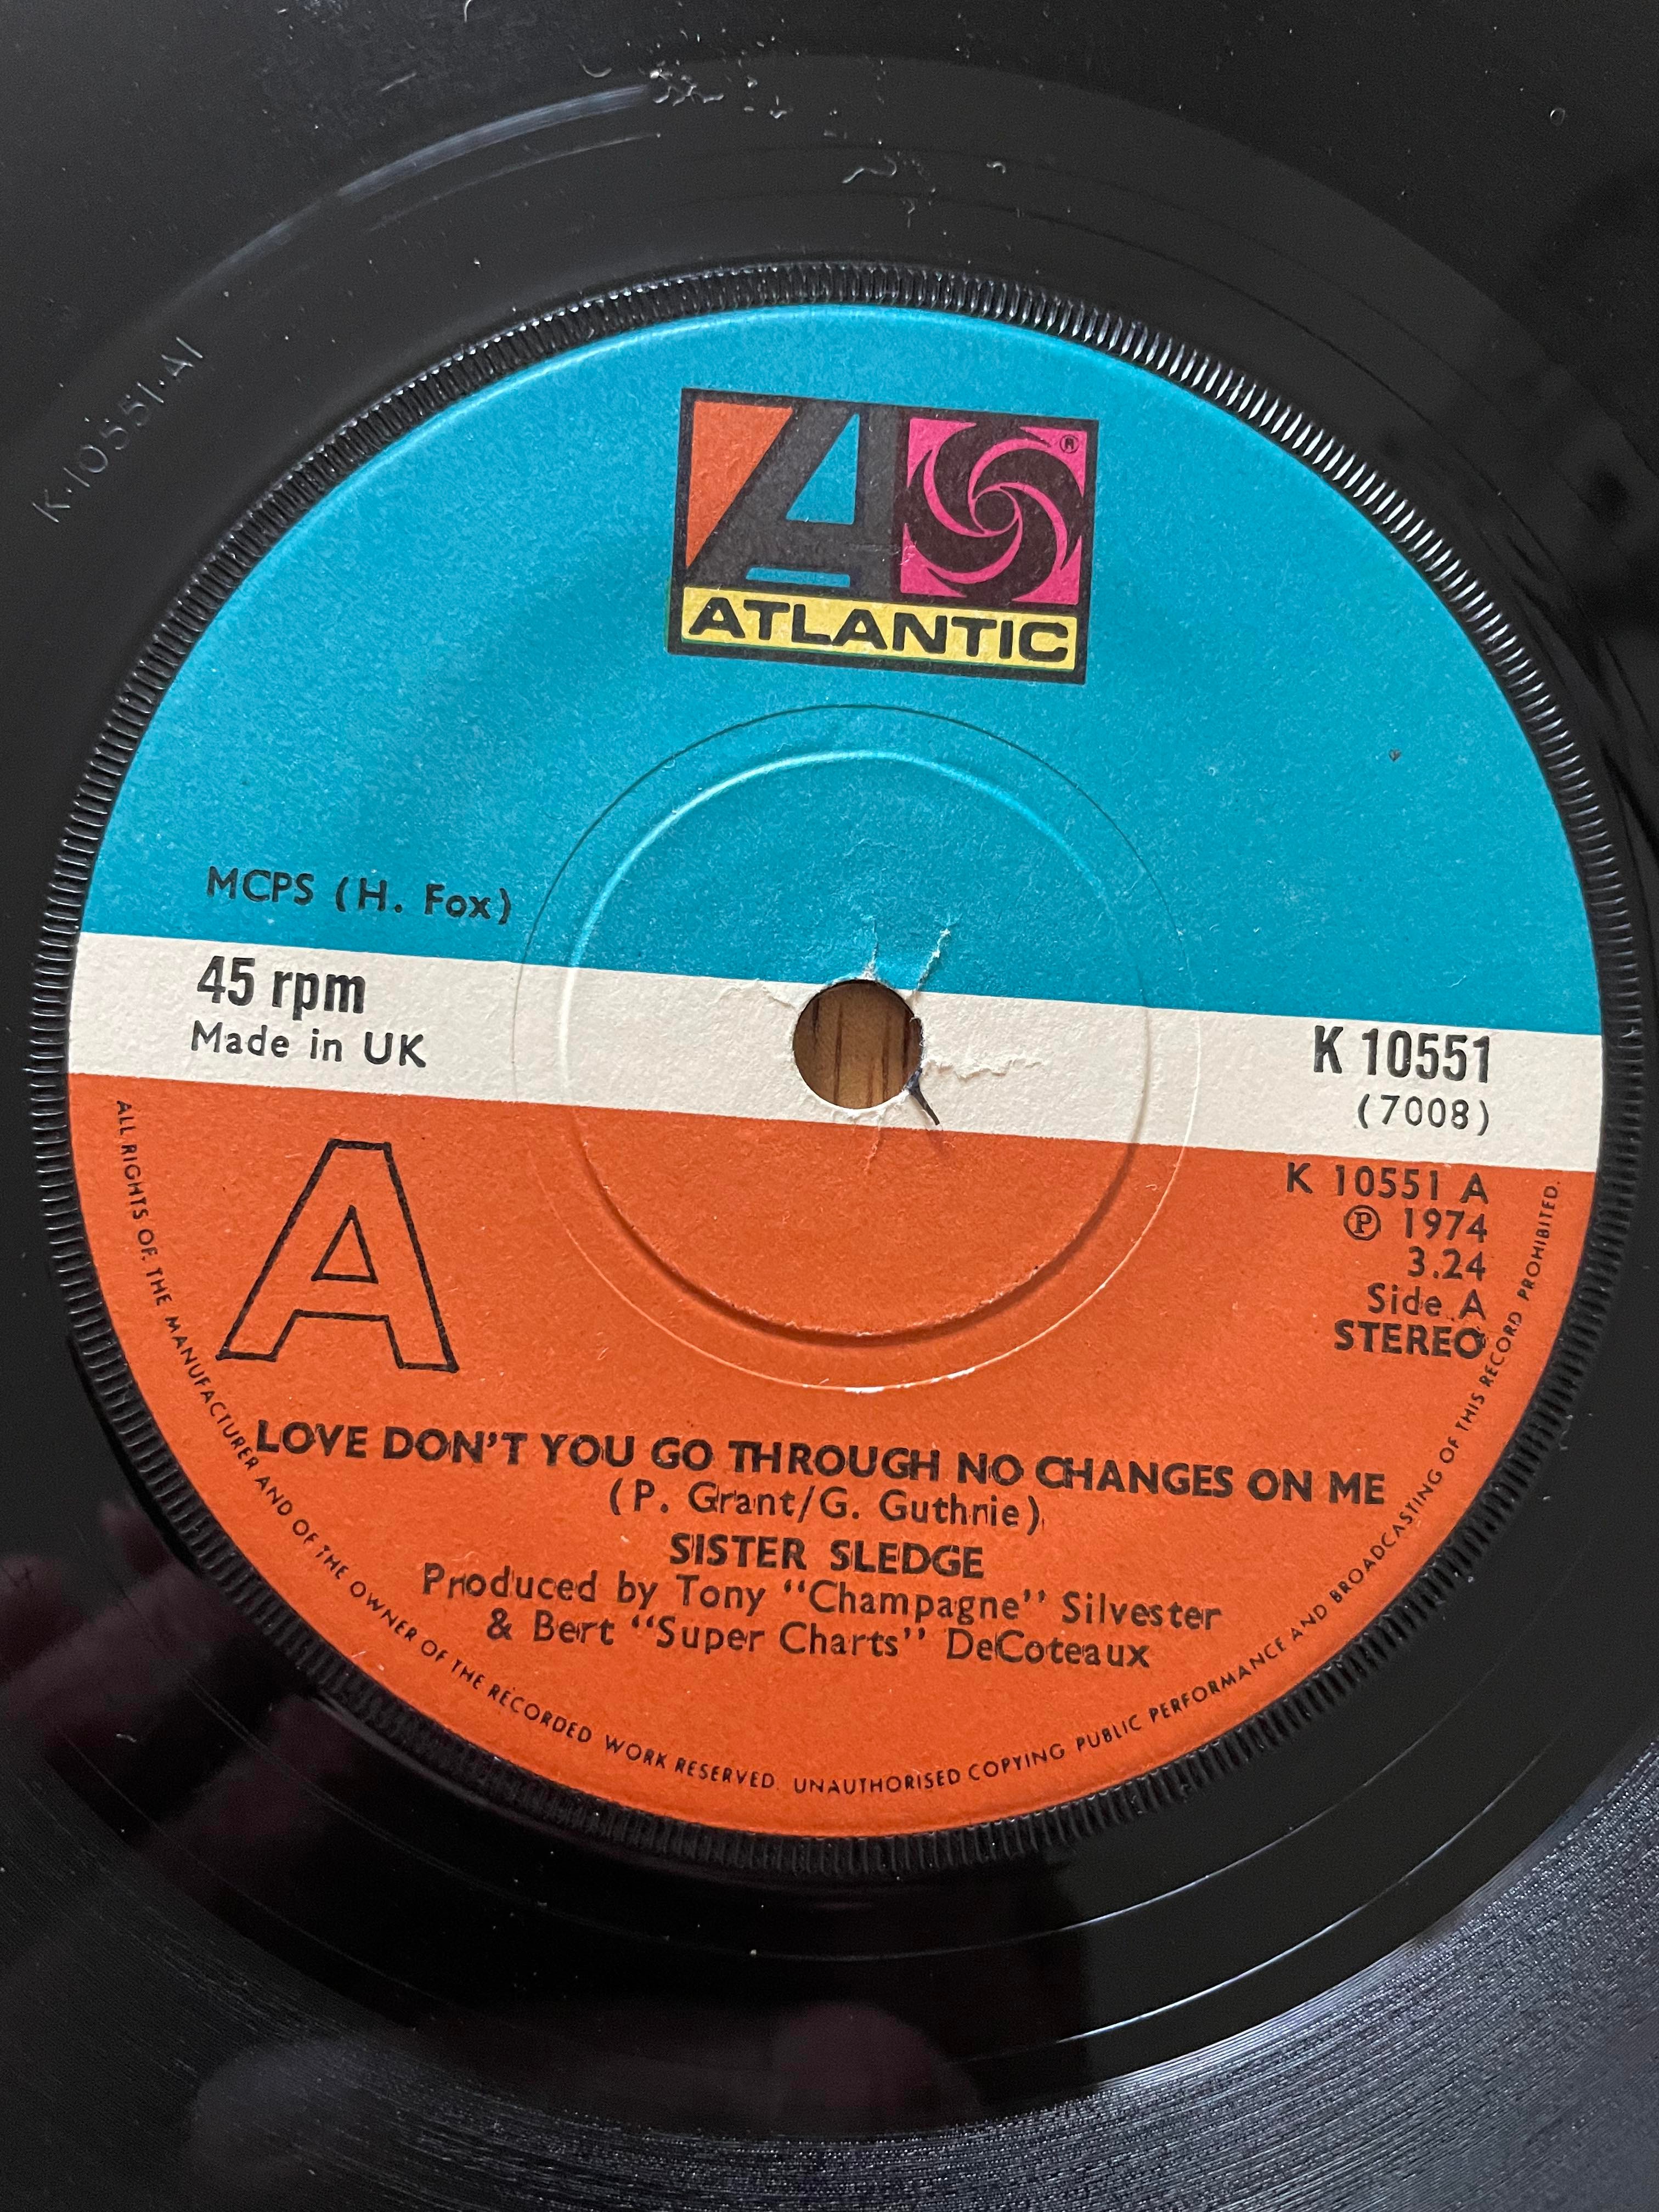 K.10551.A1
A ®
ATLANTIC
MCPS (H. Fox)
45 rpm
Made in UK
K 10551
(7008)
A
K 10551 A
Ⓟ 1974
3.24
Side A
STEREO
LOVE DON'T YOU GO THROUGH NO CHANGES ON ME
(P. Grant/G. Guthrie)
SISTER SLEDGE
Produced by Tony "Champagne" Silvester
& Bert "Super Charts" DeCoteaux
ALL RIGHTS OF THE MANUFACTURER AND OF THE OWNER OF THE RECORDED WORK RESERVED. UNAUTHORISED COPYING PUBLIC PERFORMANCE AND BROADCASTING OF THIS RECORD PROHIBITED.